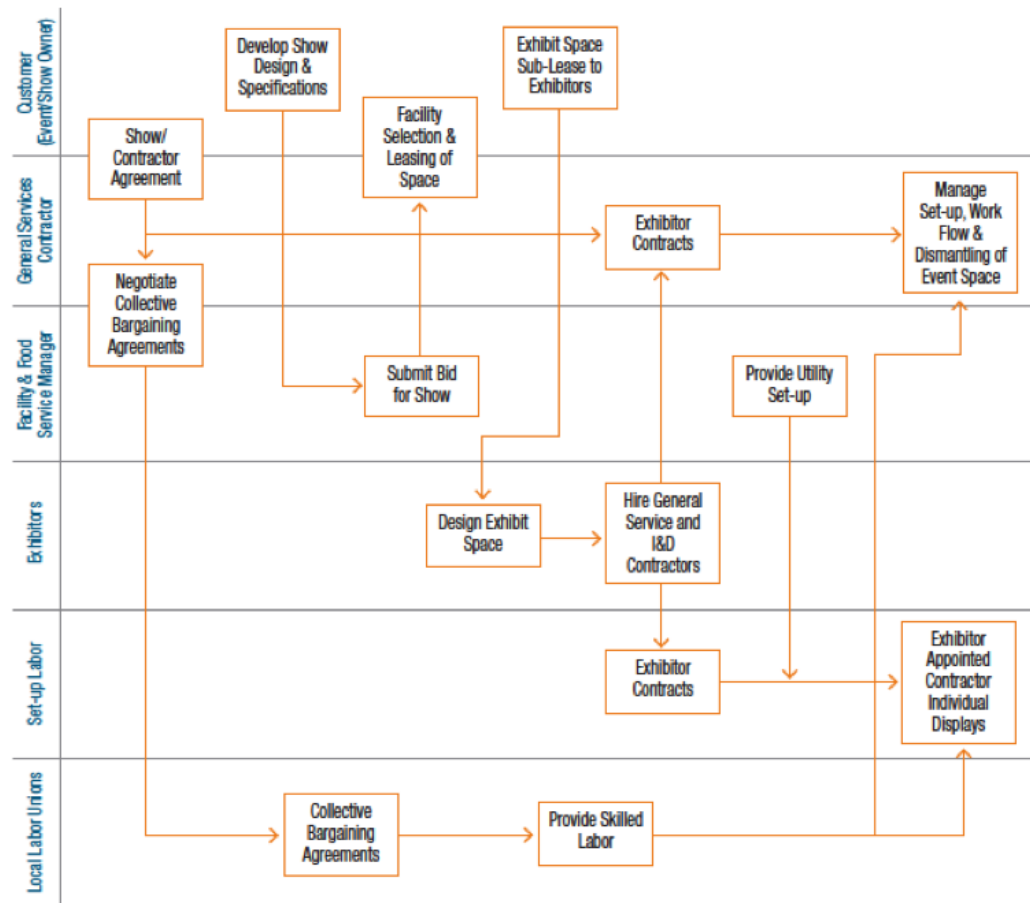 Customer
(Event/Show Owner)
Develop Show
Design &
Specifications
Exhibit Space
Sub-Lease to
Exhibitors
Facility
Selection &
Leasing of
Space
Show/
Contractor
Agreement
General Services
Contractor
Exhibitor
Contracts
Manage
Set-up, Work
Flow &
Dismantling of
Event Space
Negotiate
Collective
Bargaining
Agreements
Facility & Food
Service Manager
Submit Bid
for Show
Provide Utility
Set-up
Exhibitors
Design Exhibit
Space
Hire General
Service and
I&D
Contractors
Set-up Labor
Exhibitor
Contracts
Exhibitor
Appointed
Contractor
Individual
Displays
Local Labor Unions
Collective
Bargaining
Agreements
Provide Skilled
Labor